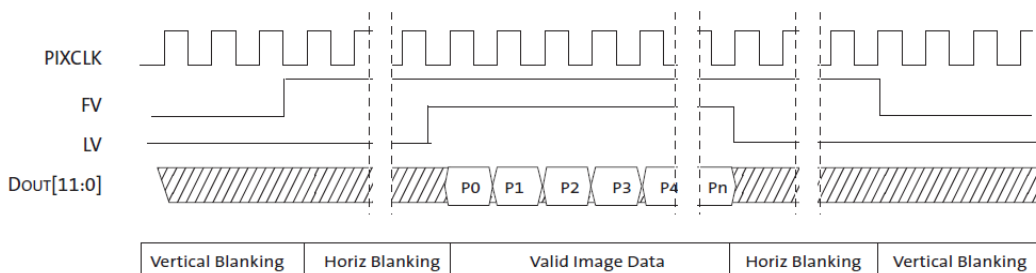 PIXCLK
FV
LV
DOUT[11:0]
P0 P1 P2 P3 P4 Pn
Vertical Blanking Horiz Blanking Valid Image Data Horiz Blanking Vertical Blanking